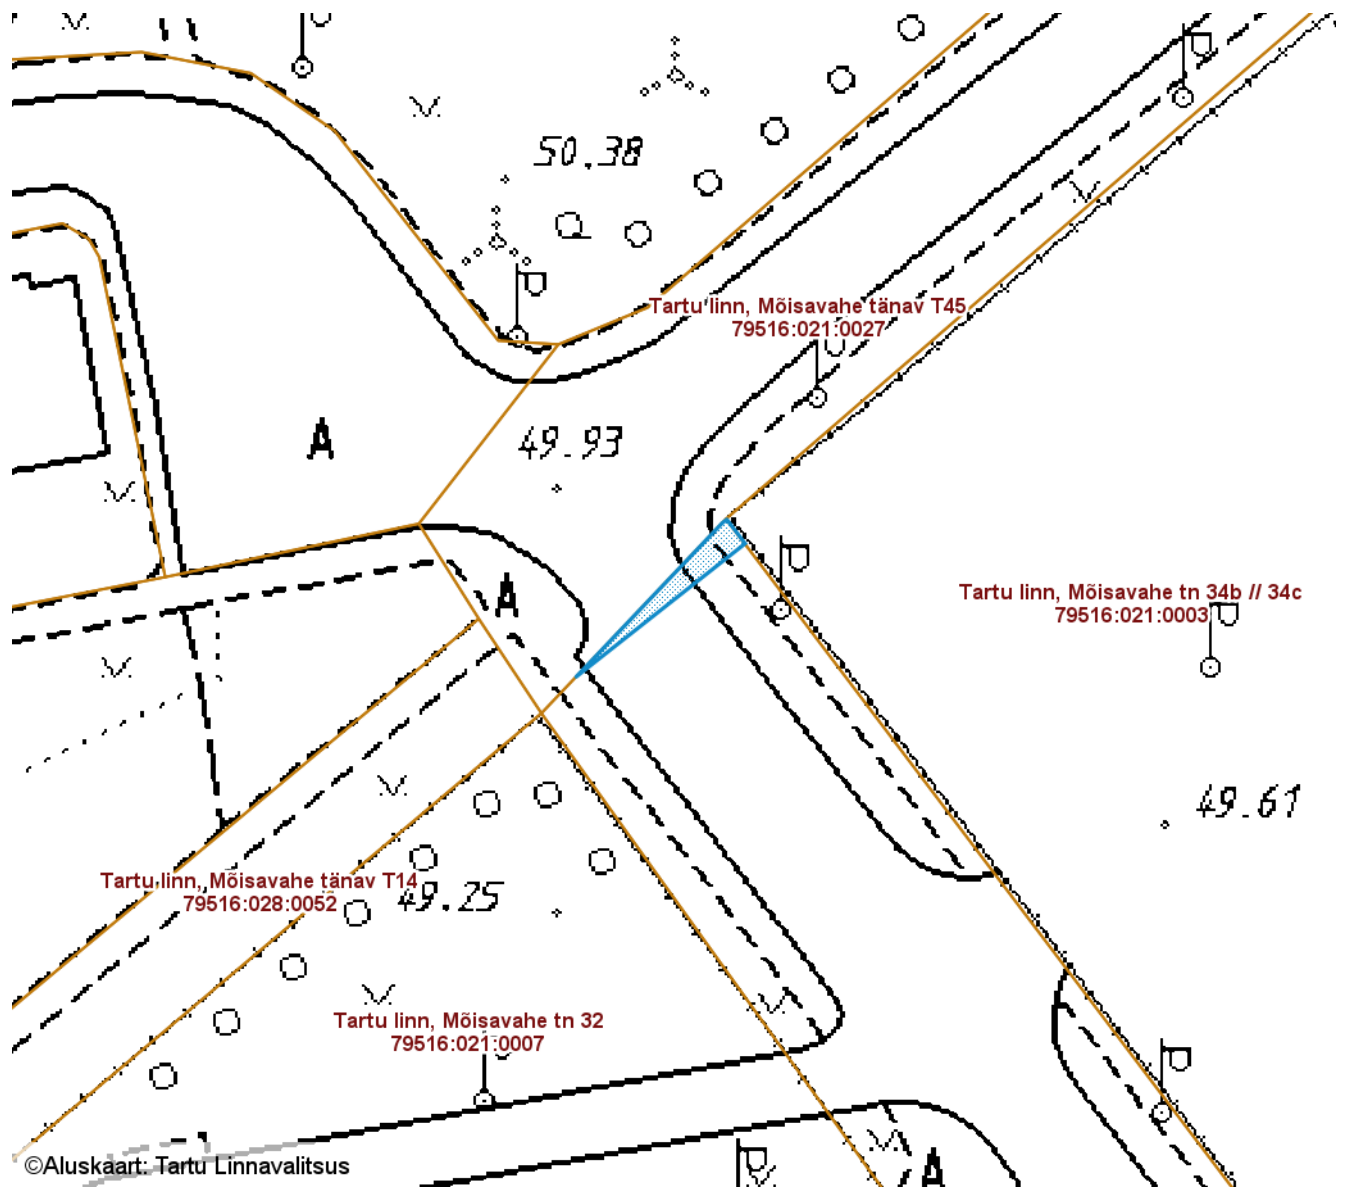 50.38
Tartu linn, Mõisavahe tänav T45
79516:021:0027
A
49.93
A
Tartu linn, Mõisavahe tn 34b // 34c
79516:021:0003
49.61
Tartu linn, Mõisavahe tänav T14
79516:028:0052
49.25
Tartu linn, Mõisavahe tn 32
79516:021:0007
A
©Aluskaart: Tartu Linnavalitsus